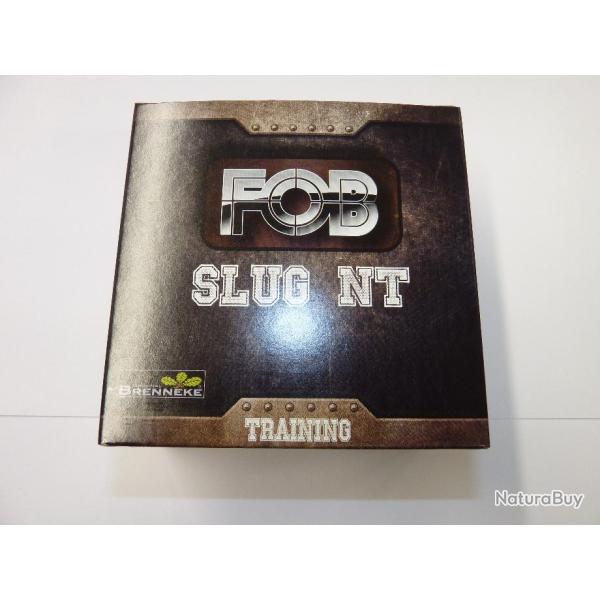 FOB
SLUG NT
BRENNEKE
TRAINING
NaturaBuy